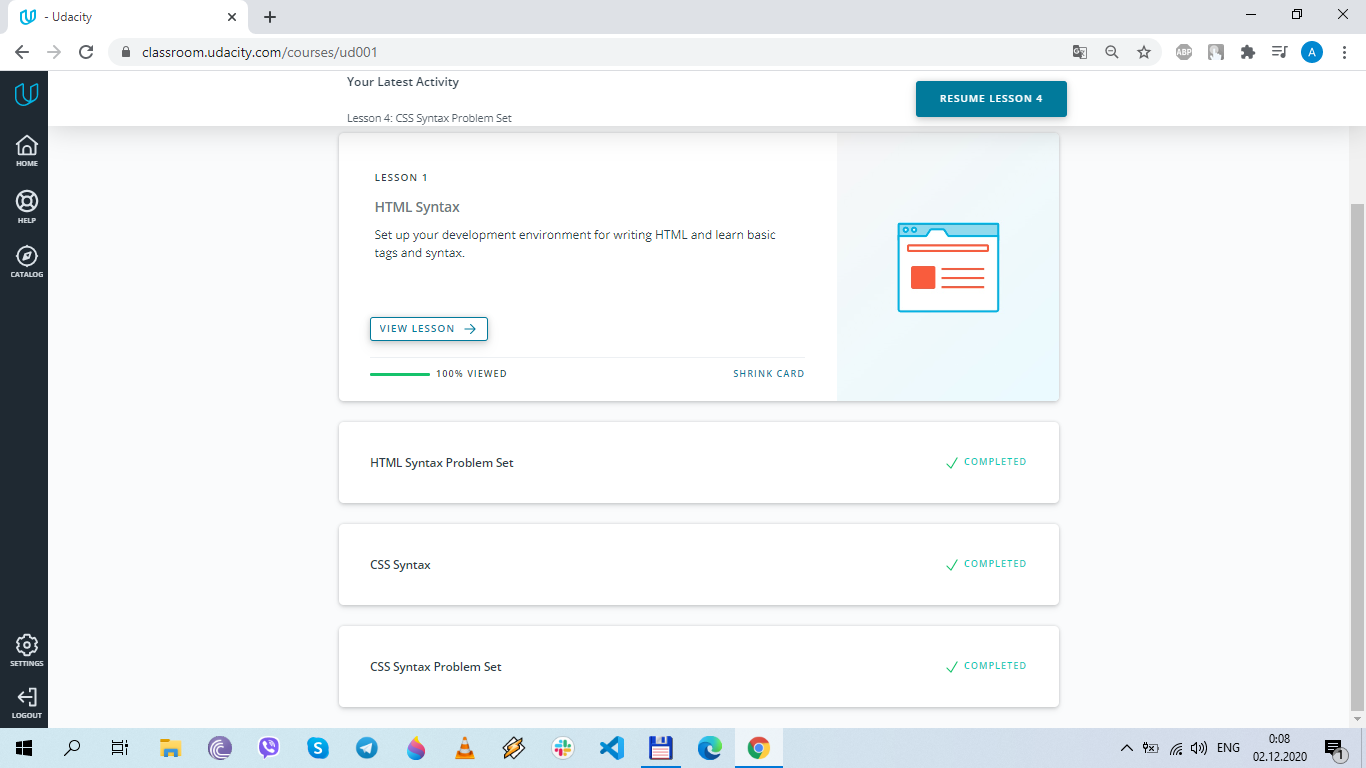 - Udacity
classroom.udacity.com/courses/ud001
ABP
A
Your Latest Activity
RESUME LESSON 4
Lesson 4: CSS Syntax Problem Set
HOME
HELP
CATALOG
SETTINGS
LOGOUT
LESSON 1
HTML Syntax
Set up your development environment for writing HTML and learn basic
tags and syntax.
VIEW LESSON
100% VIEWED
SHRINK CARD
HTML Syntax Problem Set
COMPLETED
CSS Syntax
COMPLETED
CSS Syntax Problem Set
COMPLETED
ENG
0:08
02.12.2020
1